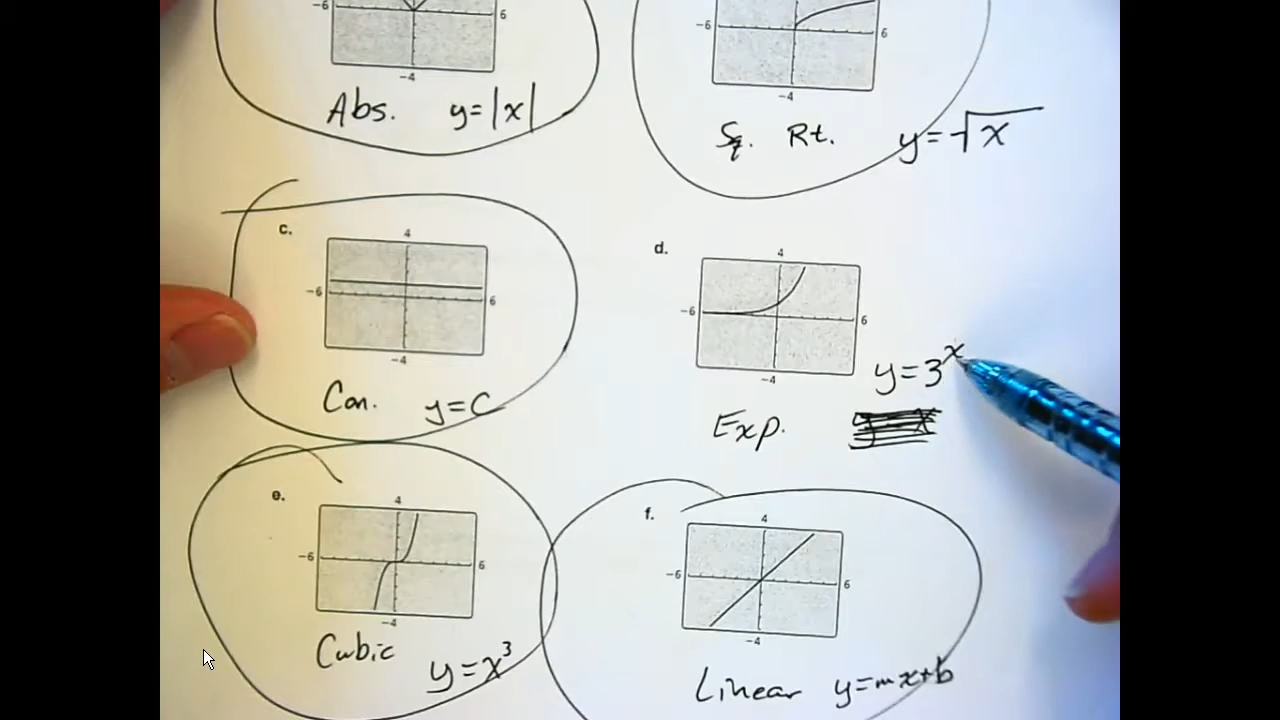 -6 6
-4
Abs. y=|x|
-6 6
-4
Sq. Rt. y=√x
c.
4
-6 6
-4
Con. y=C
d.
4
-6 6
-4
y=3^x
Exp.
e.
4
-6 6
-4
Cubic y=x³
f.
4
-6 6
-4
Linear y=mx+b